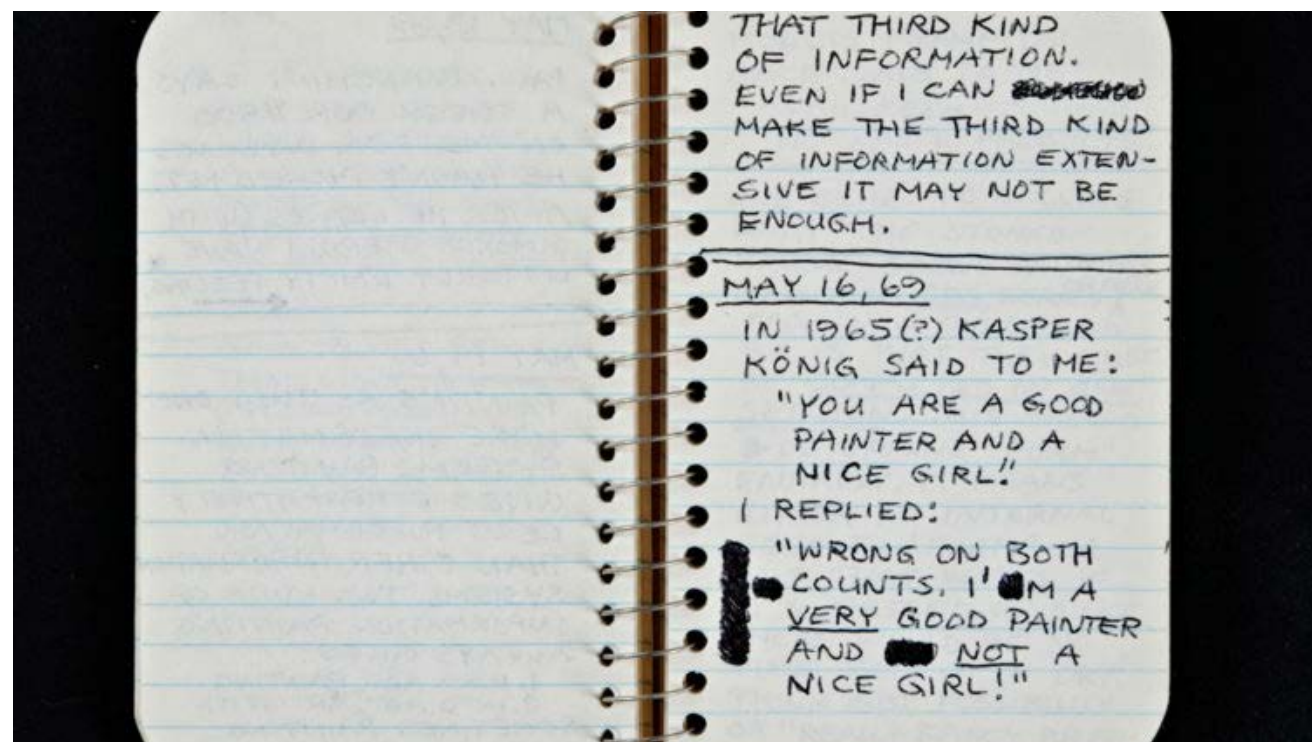 THAT THIRD KIND
OF INFORMATION.
EVEN IF I CAN
MAKE THE THIRD KIND
OF INFORMATION EXTEN-
SIVE IT MAY NOT BE
ENOUGH.
MAY 16, 69
IN 1965(?) KASPER
KÖNIG SAID TO ME:
"YOU ARE A GOOD
PAINTER AND A
NICE GIRL!"
I REPLIED:
"WRONG ON BOTH
COUNTS. I'M A
VERY GOOD PAINTER
AND NOT A
NICE GIRL!"